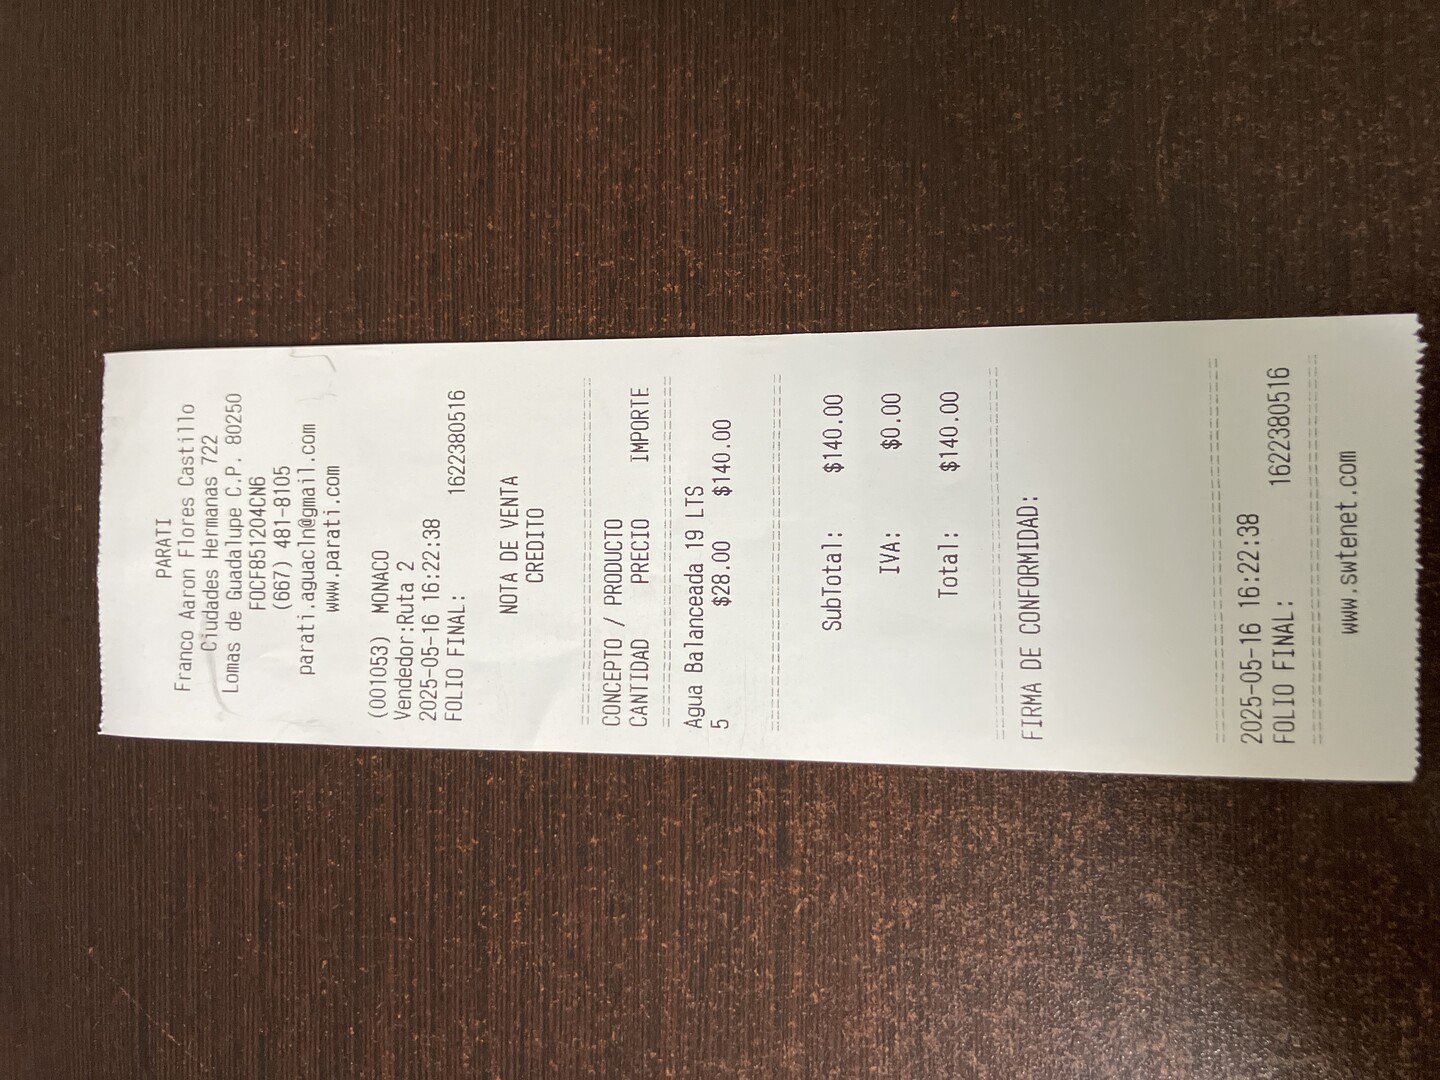 PARATI
Franco Aaron Flores Castillo
Ciudades Hermanas 722
Lomas de Guadalupe C.P. 80250
FOCF851204CN6
(667) 481-8105
parati.aguacln@gmail.com
www.parati.com
(001053) MONACO
Vendedor:Ruta 2
2025-05-16 16:22:38
FOLIO FINAL: 1622380516
NOTA DE VENTA
CREDITO
================================
CONCEPTO / PRODUCTO
CANTIDAD PRECIO IMPORTE
================================
Agua Balanceada 19 LTS
5 $28.00 $140.00
================================
SubTotal: $140.00
IVA: $0.00
Total: $140.00
================================
FIRMA DE CONFORMIDAD:
================================
2025-05-16 16:22:38
FOLIO FINAL: 1622380516
================================
www.swtenet.com